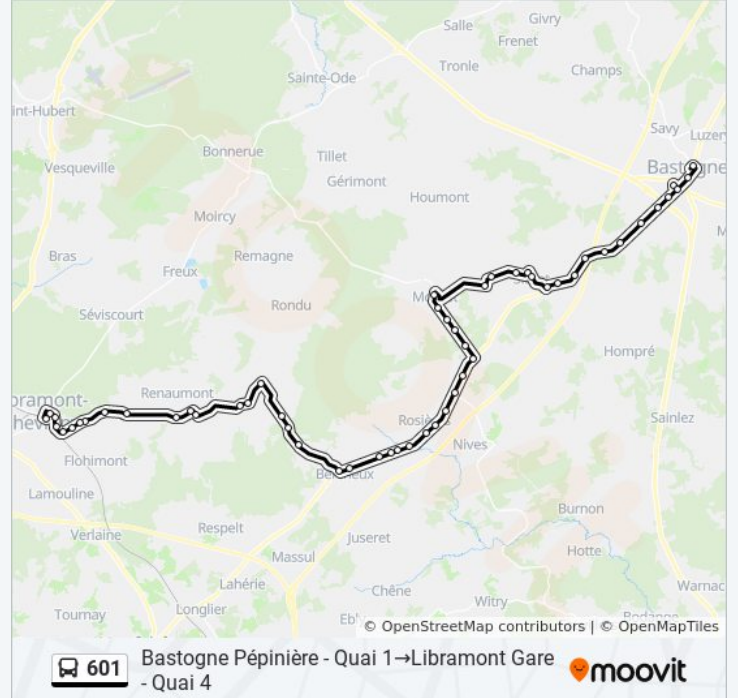 Salle
Givry
Frenet
Tronle
Champs
Sainte-Ode
int-Hubert
Savy
Luzer
Bonnerue
Tillet
Bastogne
Vesqueville
Gérimont
Houmont
Moircy
Bras
Remagne
Freux
Rondu
Séviscourt
Hompré
Renaumont
bramont-
Rosiè
Sainlez
Nives
Flohimont
Lamouline
Burnon
Respelt
Juseret
Verlaine
Hotte
Massul
Lahérie
Chêne
Warnac
Witry
Tournay
Longlier
© OpenStreetMap contributors | © OpenMapTiles
601
Bastogne Pépinière - Quai 1→Libramont Gare
- Quai 4
moovit